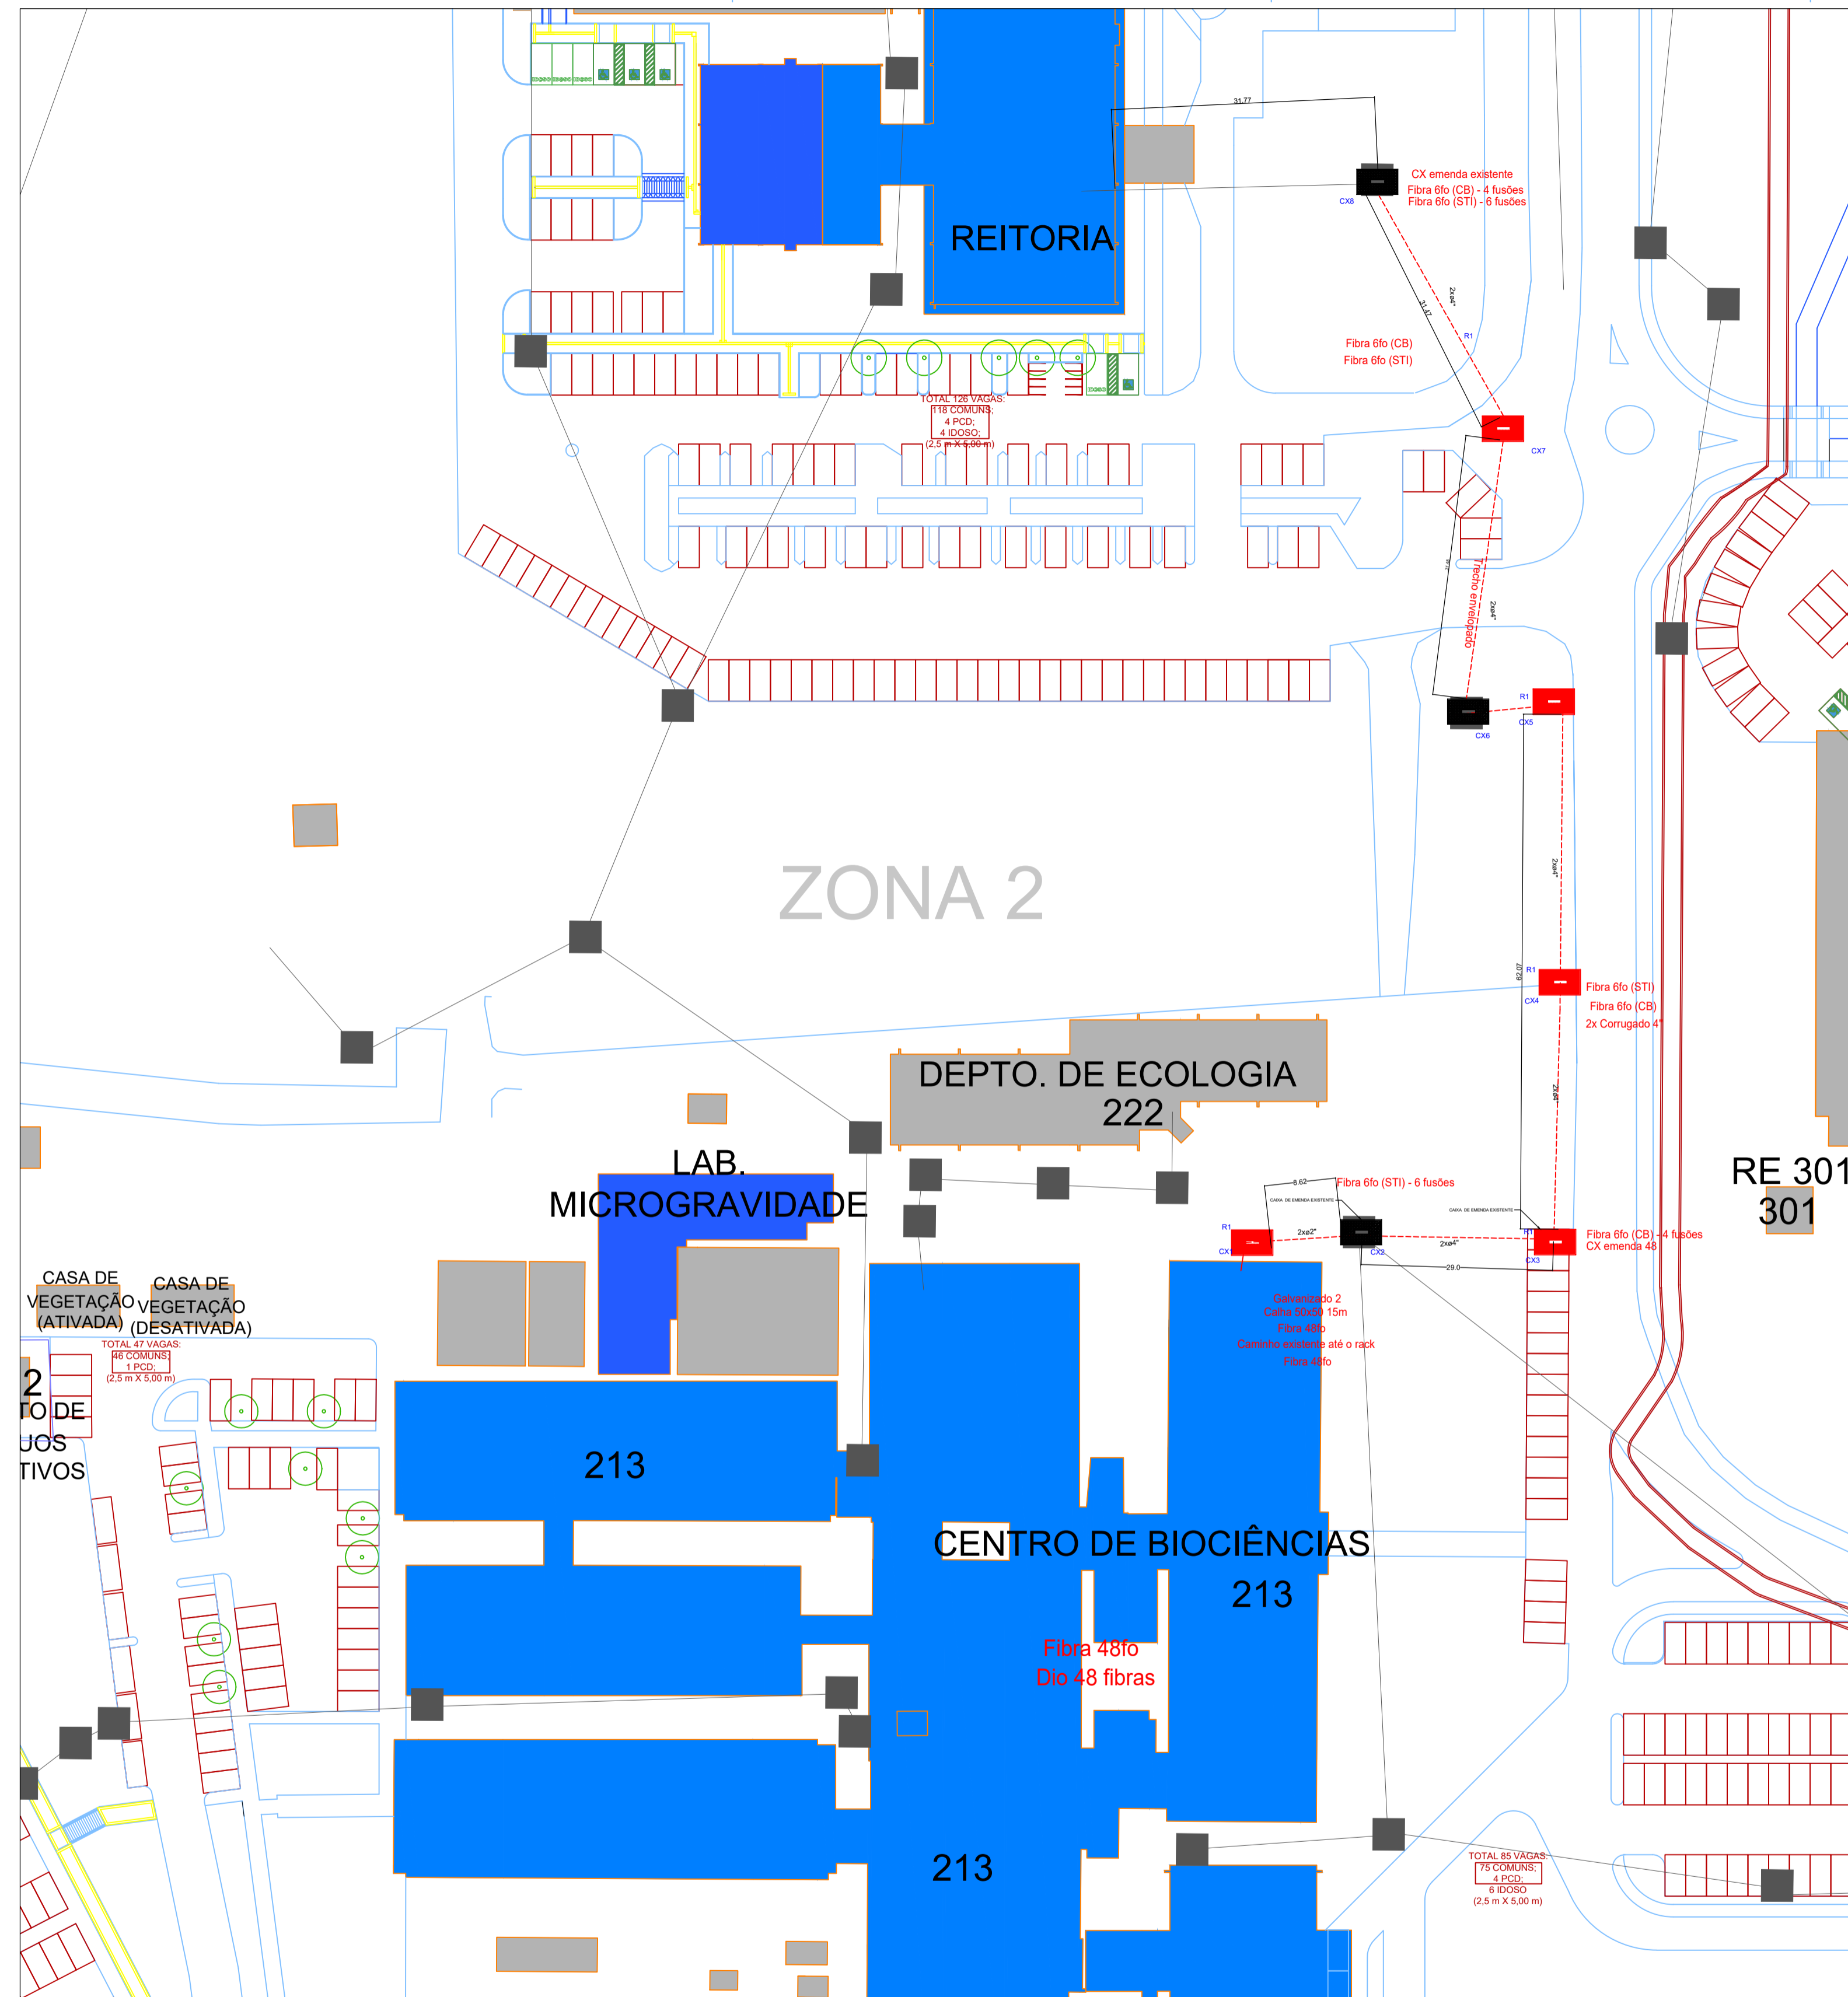 31.77
CX emenda existente
Fibra 6fo (CB) - 4 fusões
Fibra 6fo (STI) - 6 fusões
CX8
REITORIA
2xø4"
31.47
R1
Fibra 6fo (CB)
Fibra 6fo (STI)
TOTAL 126 VAGAS:
118 COMUNS;
4 PCD;
4 IDOSO;
(2,5 m X 5,00 m)
CX7
Trecho envelopado
2xø4"
R1
CX5
CX6
ZONA 2
2xø4"
R1
CX4
Fibra 6fo (STI)
Fibra 6fo (CB)
2x Corrugado 4"
DEPTO. DE ECOLOGIA
222
2xø4"
LAB.
MICROGRAVIDADE
RE 301
301
8.62
Fibra 6fo (STI) - 6 fusões
CAIXA DE EMENDA EXISTENTE
CAIXA DE EMENDA EXISTENTE
R1
2xø2"
CX1
CX2
2xø4"
R1
CX3
29.0
Fibra 6fo (CB) - 4 fusões
CX emenda 48
CASA DE
VEGETAÇÃO
(ATIVADA)
CASA DE
VEGETAÇÃO
(DESATIVADA)
Galvanizado 2
Calha 50x50 15m
Fibra 48fo
Caminho existente até o rack
Fibra 48fo
TOTAL 47 VAGAS:
46 COMUNS;
1 PCD;
(2,5 m X 5,00 m)
2
TO DE
UOS
TIVOS
213
CENTRO DE BIOCIÊNCIAS
213
Fibra 48fo
Dio 48 fibras
213
TOTAL 85 VAGAS:
75 COMUNS;
4 PCD;
6 IDOSO
(2,5 m X 5,00 m)